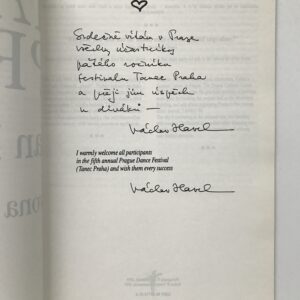 Srdečně vítám v Praze
všechny účastníky
pátého ročníku
festivalu Tanec Praha
a přeji jim úspěch
u diváků —
Václav Havel
I warmly welcome all participants
in the fifth annual Prague Dance Festival
(Tanec Praha) and wish them every success
Václav Havel